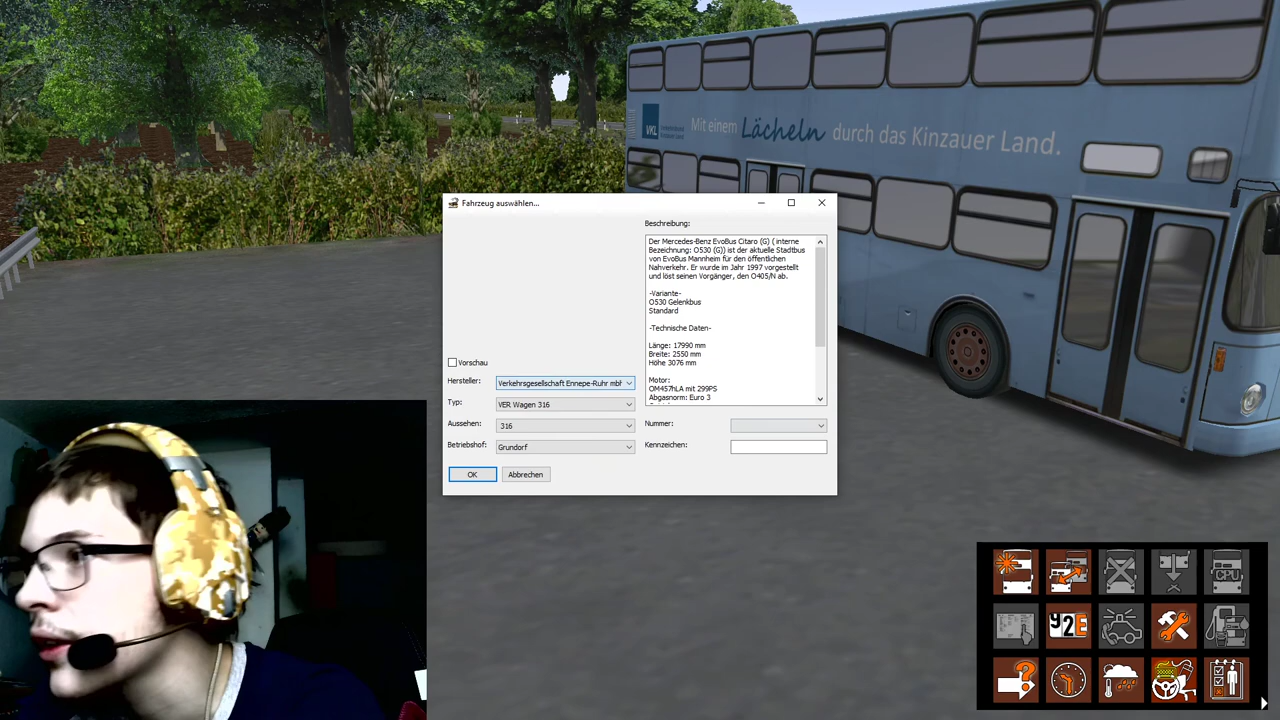 VKL
Mit einem Lächeln durch das Kinzauer Land.
Fahrzeug auswählen...
Beschreibung:
Der Mercedes-Benz EvoBus Citaro (G) ( interne
Bezeichnung: O530 (G)) ist der aktuelle Stadtbus
von EvoBus Mannheim für den öffentlichen
Nahverkehr. Er wurde im Jahr 1997 vorgestellt
und löst seinen Vorgänger, den O405/N ab.
-Variante-
O530 Gelenkbus
Standard
-Technische Daten-
Länge: 17990 mm
Breite: 2550 mm
Höhe 3076 mm
Motor:
OM457hLA mit 299PS
Abgasnorm: Euro 3
Vorschau
Hersteller:
Verkehrsgesellschaft Ennepe-Ruhr mbH
Typ:
VER Wagen 316
Aussehen:
316
Nummer:
Betriebshof:
Grundorf
Kennzeichen:
OK
Abbrechen
CPU
92E